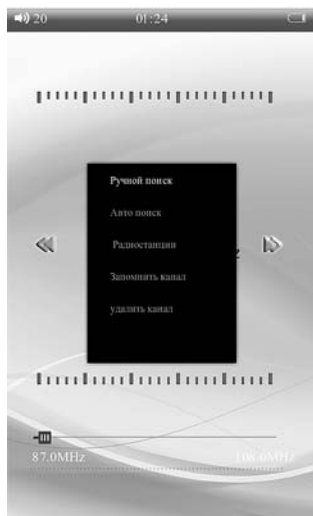 20 01:24
Ручной поиск
Авто поиск
Радиостанции
z
Запомнить канал
удалить канал
87.0MHz 108.0MHz